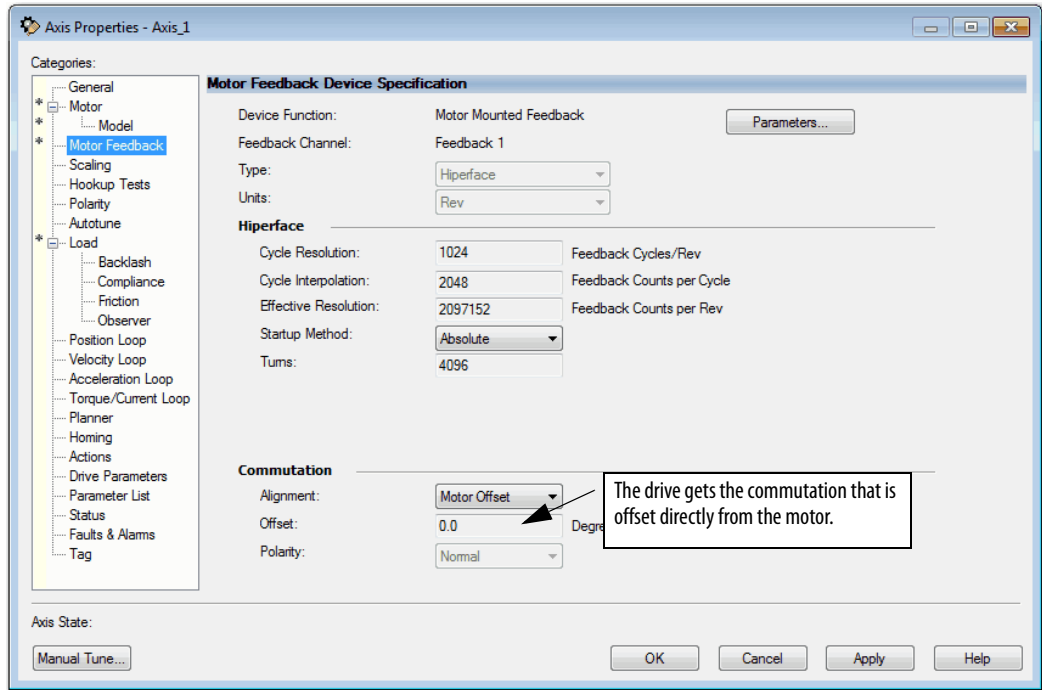 Axis Properties - Axis_1
Categories:
General
* Motor
* Model
* Motor Feedback
Scaling
Hookup Tests
Polarity
Autotune
* Load
Backlash
Compliance
Friction
Observer
Position Loop
Velocity Loop
Acceleration Loop
Torque/Current Loop
Planner
Homing
Actions
Drive Parameters
Parameter List
Status
Faults & Alarms
Tag
Motor Feedback Device Specification
Device Function: Motor Mounted Feedback Parameters...
Feedback Channel: Feedback 1
Type: Hiperface
Units: Rev
Hiperface
Cycle Resolution: 1024 Feedback Cycles/Rev
Cycle Interpolation: 2048 Feedback Counts per Cycle
Effective Resolution: 2097152 Feedback Counts per Rev
Startup Method: Absolute
Turns: 4096
Commutation
Alignment: Motor Offset
Offset: 0.0
Polarity: Normal
The drive gets the commutation that is
offset directly from the motor.
Axis State:
Manual Tune... OK Cancel Apply Help